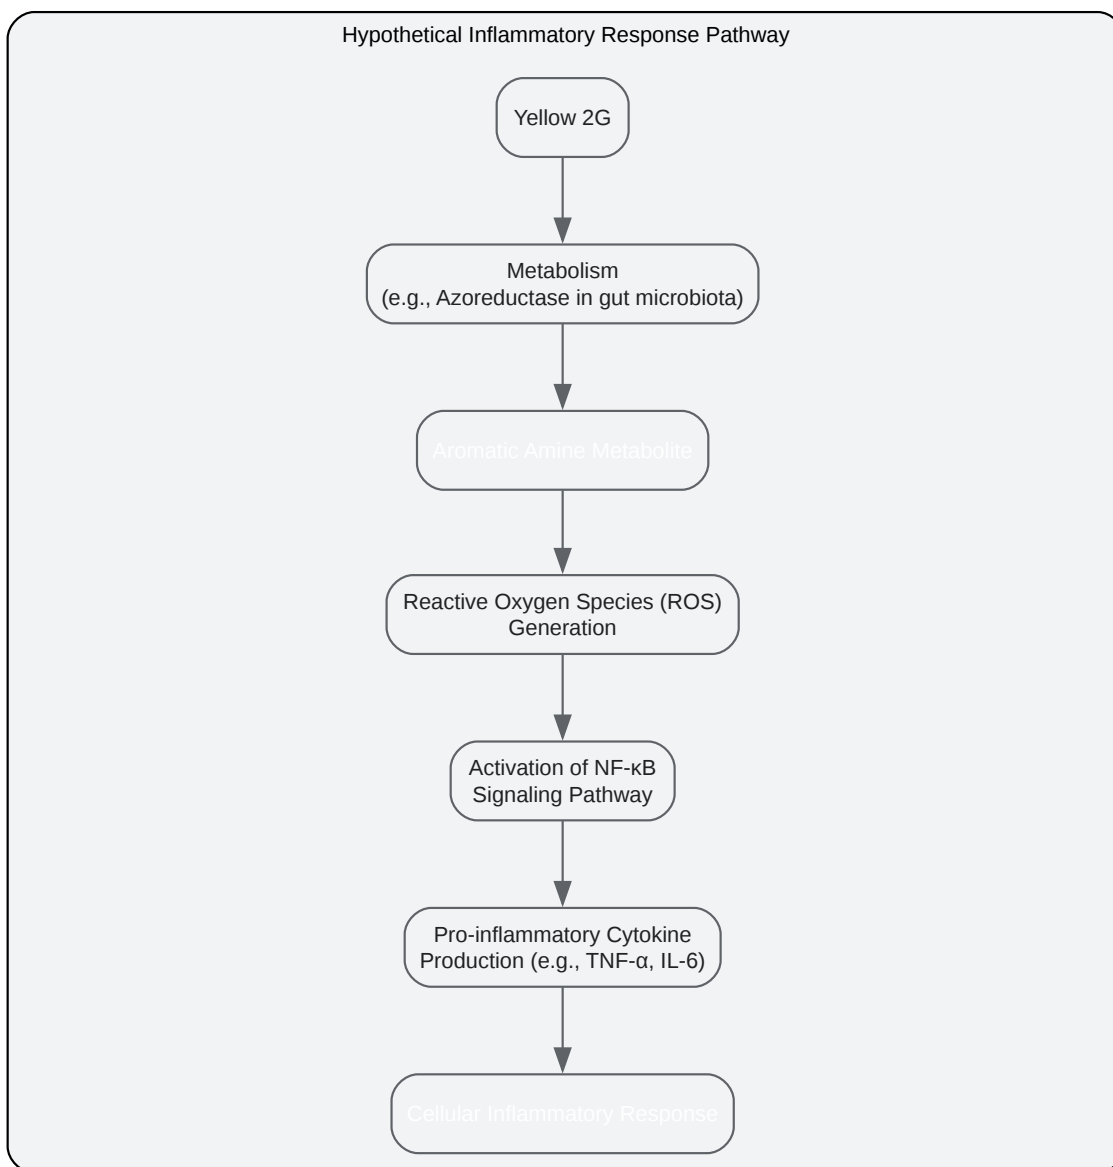 Hypothetical Inflammatory Response Pathway
Yellow 2G
Metabolism
(e.g., Azoreductase in gut microbiota)
Aromatic Amine Metabolite
Reactive Oxygen Species (ROS)
Generation
Activation of NF-κB
Signaling Pathway
Pro-inflammatory Cytokine
Production (e.g., TNF-α, IL-6)
Cellular Inflammatory Response